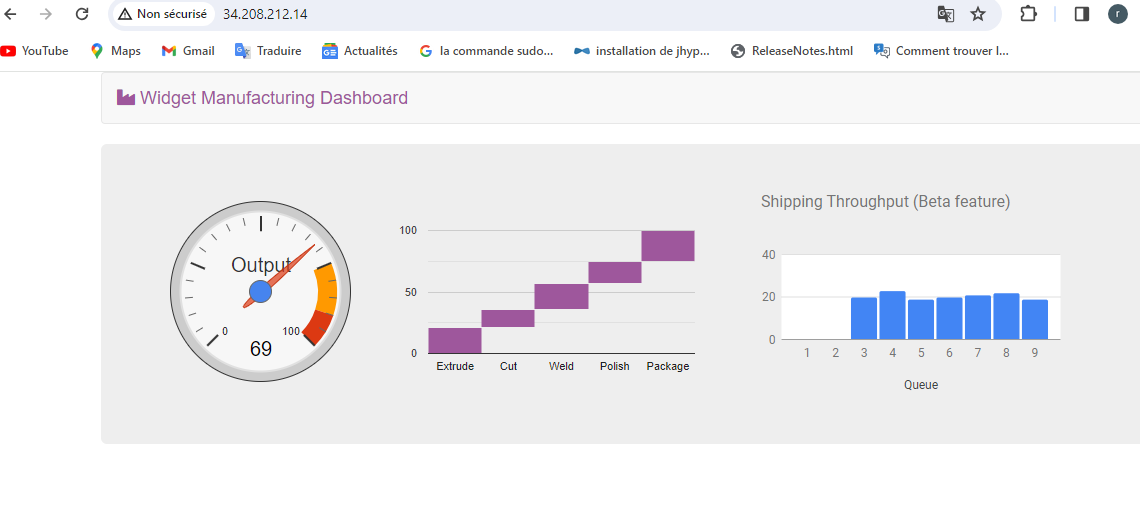 Non sécurisé 34.208.212.14
YouTube Maps Gmail Traduire Actualités la commande sudo... installation de jhyp... ReleaseNotes.html Comment trouver l...
Widget Manufacturing Dashboard
Output
0 100
69
100
50
0
Extrude Cut Weld Polish Package
Shipping Throughput (Beta feature)
40
20
0
1 2 3 4 5 6 7 8 9
Queue
r